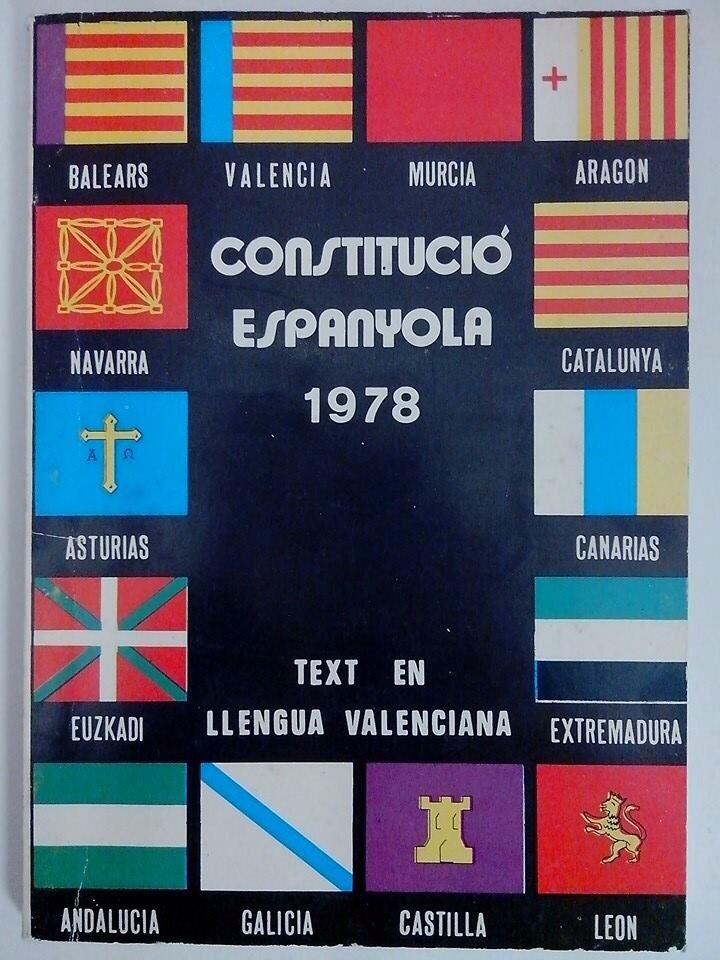 BALEARS
VALENCIA
MURCIA
ARAGON
CONSTITUCIÓ
ESPANYOLA
1978
NAVARRA
CATALUNYA
Α Ω
ASTURIAS
CANARIAS
TEXT EN
LLENGUA VALENCIANA
EUZKADI
EXTREMADURA
ANDALUCIA
GALICIA
CASTILLA
LEON